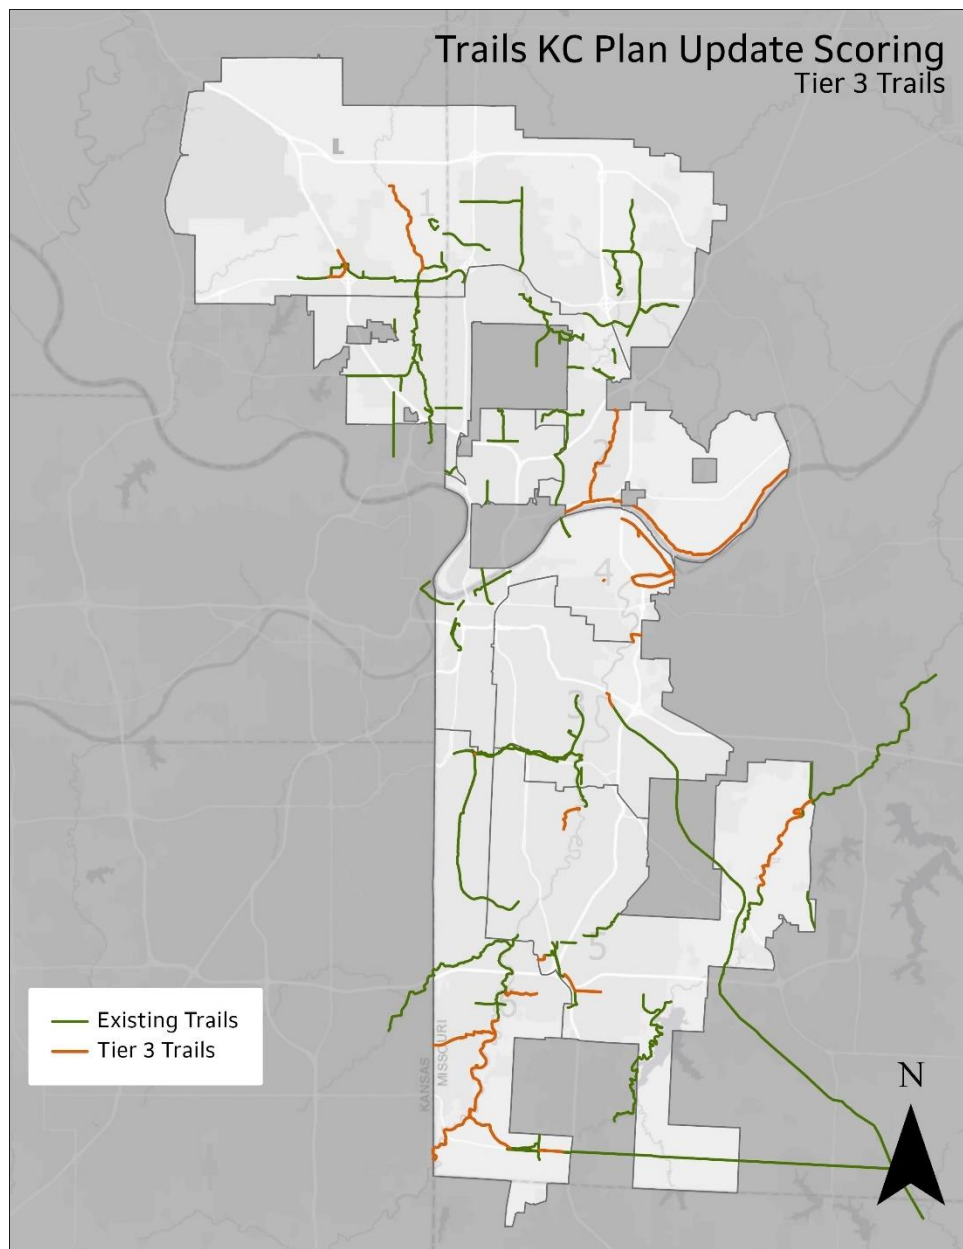 Trails KC Plan Update Scoring
Tier 3 Trails
L
1
2
4
3
5
6
Existing Trails
Tier 3 Trails
KANSAS
MISSOURI
N